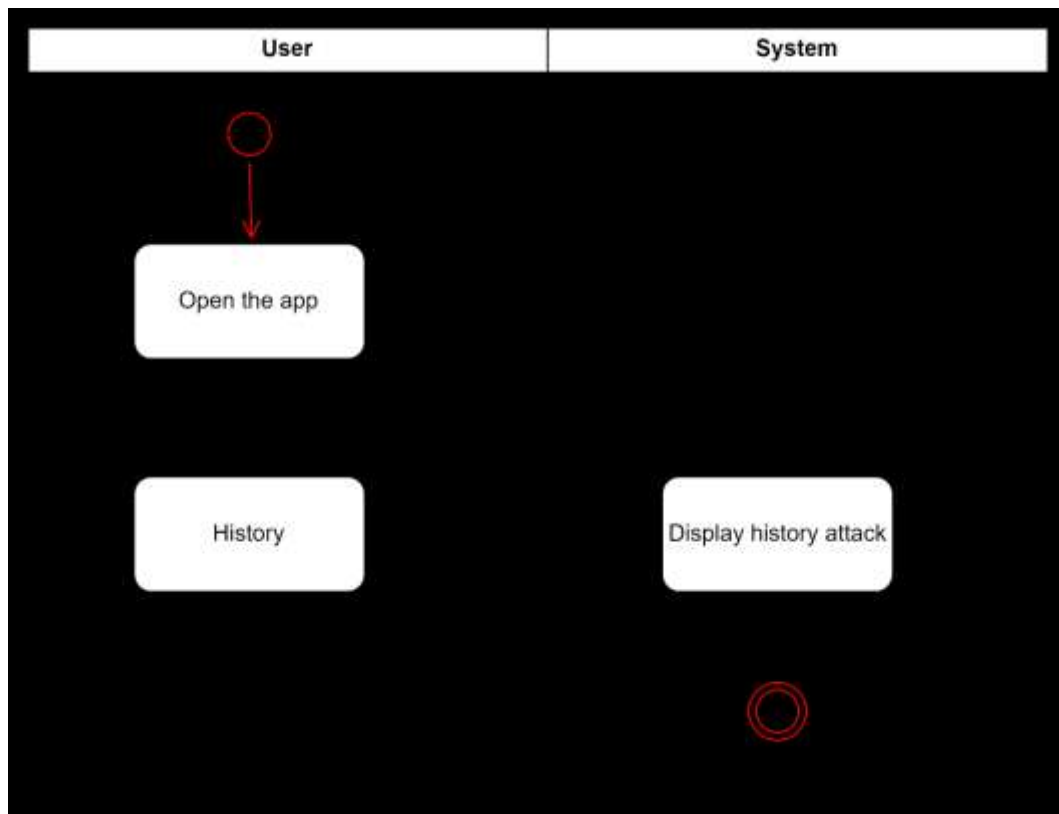 User
System
Open the app
History
Display history attack